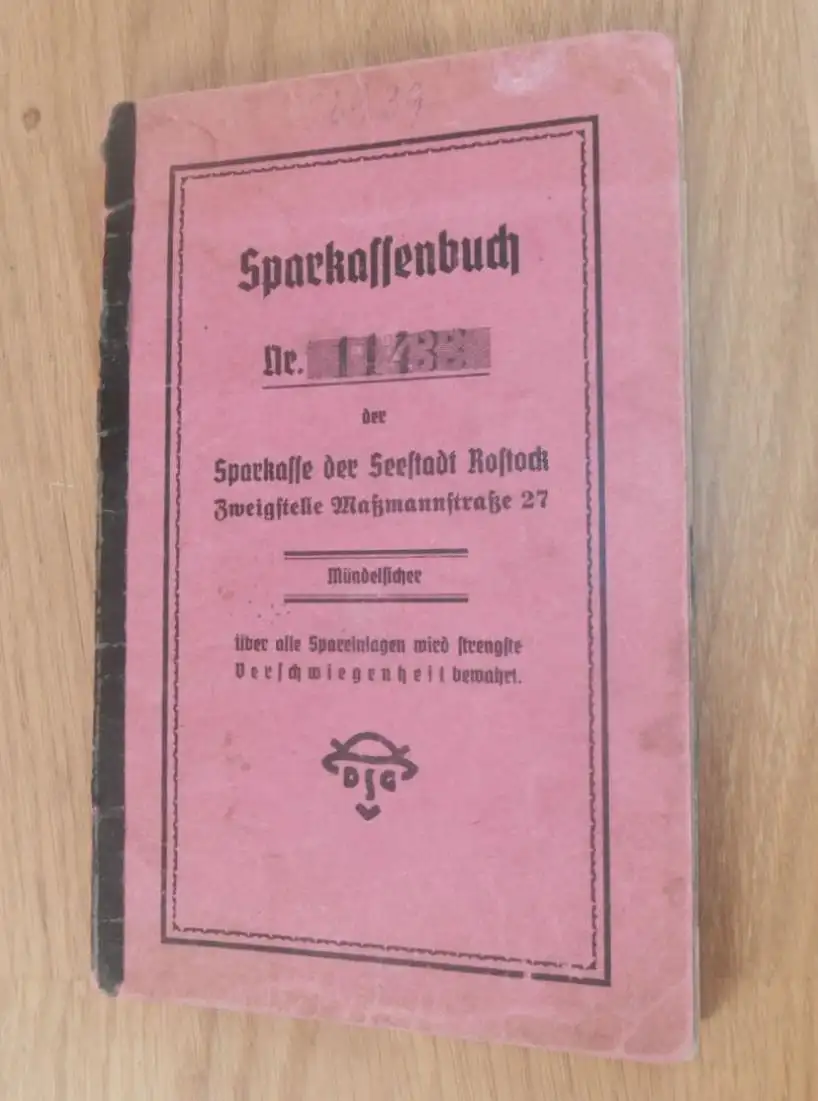 Sparkassenbuch
Nr.
der
Sparkasse der Seestadt Rostock
Zweigstelle Maßmannstraße 27
Mündelsicher
Über alle Spareinlagen wird strengste
Verschwiegenheit bewahrt.
DSG